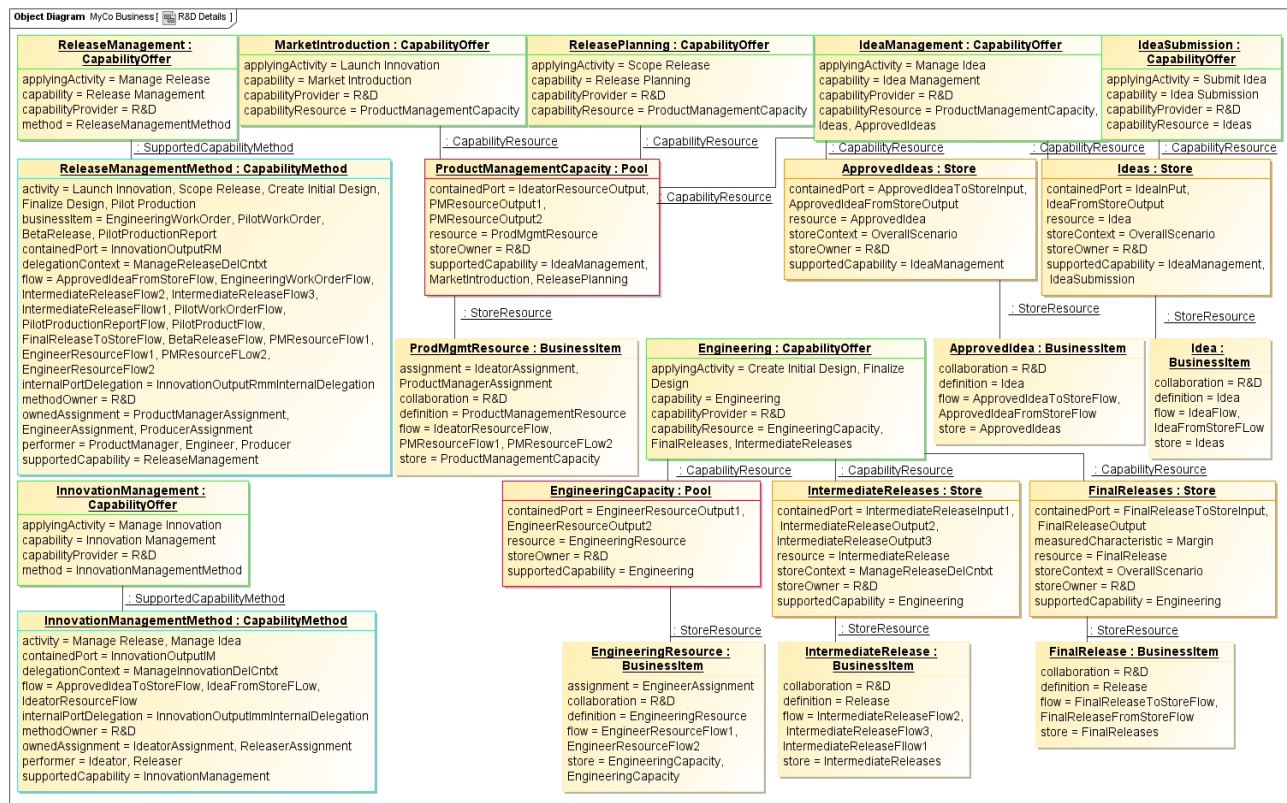 Object Diagram MyCo Business [ R&D Details ]
ReleaseManagement :
CapabilityOffer
applyingActivity = Manage Release
capability = Release Management
capabilityProvider = R&D
method = ReleaseManagementMethod
MarketIntroduction : CapabilityOffer
applyingActivity = Launch Innovation
capability = Market Introduction
capabilityProvider = R&D
capabilityResource = ProductManagementCapacity
ReleasePlanning : CapabilityOffer
applyingActivity = Scope Release
capability = Release Planning
capabilityProvider = R&D
capabilityResource = ProductManagementCapacity
IdeaManagement : CapabilityOffer
applyingActivity = Manage Idea
capability = Idea Management
capabilityProvider = R&D
capabilityResource = ProductManagementCapacity,
Ideas, ApprovedIdeas
IdeaSubmission :
CapabilityOffer
applyingActivity = Submit Idea
capability = Idea Submission
capabilityProvider = R&D
capabilityResource = Ideas
: SupportedCapabilityMethod
: CapabilityResource
: CapabilityResource
: CapabilityResource
: CapabilityResource
: CapabilityResource
: CapabilityResource
ReleaseManagementMethod : CapabilityMethod
activity = Launch Innovation, Scope Release, Create Initial Design,
Finalize Design, Pilot Production
businessItem = EngineeringWorkOrder, PilotWorkOrder,
BetaRelease, PilotProductionReport
containedPort = InnovationOutputRM
delegationContext = ManageReleaseDelCntxt
flow = ApprovedIdeaFromStoreFlow, EngineeringWorkOrderFlow,
IntermediateReleaseFlow2, IntermediateReleaseFlow3,
IntermediateReleaseFllow1, PilotWorkOrderFlow,
PilotProductionReportFlow, PilotProductFlow,
FinalReleaseToStoreFlow, BetaReleaseFlow, PMResourceFlow1,
EngineerResourceFlow1, PMResourceFLow2,
EngineerResourceFlow2
internalPortDelegation = InnovationOutputRmmInternalDelegation
methodOwner = R&D
ownedAssignment = ProductManagerAssignment,
EngineerAssignment, ProducerAssignment
performer = ProductManager, Engineer, Producer
supportedCapability = ReleaseManagement
ProductManagementCapacity : Pool
containedPort = IdeatorResourceOutput,
PMResourceOutput1,
PMResourceOutput2
resource = ProdMgmtResource
storeOwner = R&D
supportedCapability = IdeaManagement,
MarketIntroduction, ReleasePlanning
ApprovedIdeas : Store
containedPort = ApprovedIdeaToStoreInput,
ApprovedIdeaFromStoreOutput
resource = ApprovedIdea
storeContext = OverallScenario
storeOwner = R&D
supportedCapability = IdeaManagement
Ideas : Store
containedPort = IdeaInPut,
IdeaFromStoreOutput
resource = Idea
storeContext = OverallScenario
storeOwner = R&D
supportedCapability = IdeaManagement,
IdeaSubmission
: StoreResource
: StoreResource
: StoreResource
ProdMgmtResource : BusinessItem
assignment = IdeatorAssignment,
ProductManagerAssignment
collaboration = R&D
definition = ProductManagementResource
flow = IdeatorResourceFlow,
PMResourceFlow1, PMResourceFLow2
store = ProductManagementCapacity
Engineering : CapabilityOffer
applyingActivity = Create Initial Design, Finalize
Design
capability = Engineering
capabilityProvider = R&D
capabilityResource = EngineeringCapacity,
FinalReleases, IntermediateReleases
ApprovedIdea : BusinessItem
collaboration = R&D
definition = Idea
flow = ApprovedIdeaToStoreFlow,
ApprovedIdeaFromStoreFlow
store = ApprovedIdeas
Idea :
BusinessItem
collaboration = R&D
definition = Idea
flow = IdeaFlow,
IdeaFromStoreFLow
store = Ideas
: CapabilityResource
: CapabilityResource
: CapabilityResource
InnovationManagement :
CapabilityOffer
applyingActivity = Manage Innovation
capability = Innovation Management
capabilityProvider = R&D
method = InnovationManagementMethod
EngineeringCapacity : Pool
containedPort = EngineerResourceOutput1,
EngineerResourceOutput2
resource = EngineeringResource
storeOwner = R&D
supportedCapability = Engineering
IntermediateReleases : Store
containedPort = IntermediateReleaseInput1,
IntermediateReleaseOutput2,
IntermediateReleaseOutput3
resource = IntermediateRelease
storeContext = ManageReleaseDelCntxt
storeOwner = R&D
supportedCapability = Engineering
FinalReleases : Store
containedPort = FinalReleaseToStoreInput,
FinalReleaseOutput
measuredCharacteristic = Margin
resource = FinalRelease
storeContext = OverallScenario
storeOwner = R&D
supportedCapability = Engineering
: SupportedCapabilityMethod
: StoreResource
: StoreResource
: StoreResource
InnovationManagementMethod : CapabilityMethod
activity = Manage Release, Manage Idea
containedPort = InnovationOutputIM
delegationContext = ManageInnovationDelCntxt
flow = ApprovedIdeaToStoreFlow, IdeaFromStoreFLow,
IdeatorResourceFlow
internalPortDelegation = InnovationOutputImmInternalDelegation
methodOwner = R&D
ownedAssignment = IdeatorAssignment, ReleaserAssignment
performer = Ideator, Releaser
supportedCapability = InnovationManagement
EngineeringResource :
BusinessItem
assignment = EngineerAssignment
collaboration = R&D
definition = EngineeringResource
flow = EngineerResourceFlow1,
EngineerResourceFlow2
store = EngineeringCapacity,
EngineeringCapacity
IntermediateRelease :
BusinessItem
collaboration = R&D
definition = Release
flow = IntermediateReleaseFlow2,
IntermediateReleaseFlow3,
IntermediateReleaseFllow1
store = IntermediateReleases
FinalRelease : BusinessItem
collaboration = R&D
definition = Release
flow = FinalReleaseToStoreFlow,
FinalReleaseFromStoreFlow
store = FinalReleases